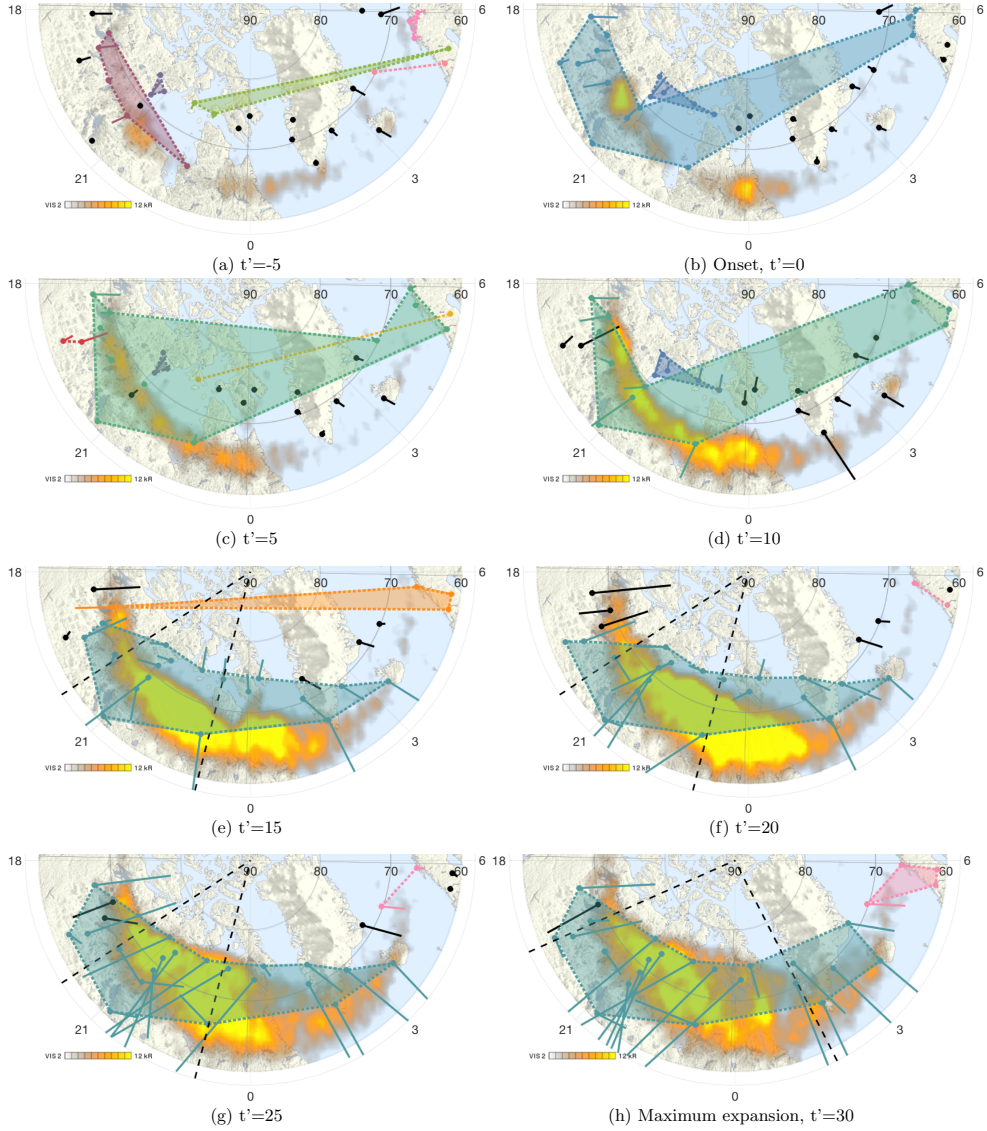 18 90 80 70 60 6
21 3
VIS 2 12 kR
0
(a) t'=-5
18 90 80 70 60 6
21 3
VIS 2 12 kR
0
(b) Onset, t'=0
18 90 80 70 60 6
21 3
VIS 2 12 kR
0
(c) t'=5
18 90 80 70 60 6
21 3
VIS 2 12 kR
0
(d) t'=10
18 90 80 70 60 6
21 3
VIS 2 12 kR
0
(e) t'=15
18 90 80 70 60 6
21 3
VIS 2 12 kR
0
(f) t'=20
18 90 80 70 60 6
21 3
VIS 2 12 kR
0
(g) t'=25
18 90 80 70 60 6
21 3
VIS 2 12 kR
0
(h) Maximum expansion, t'=30